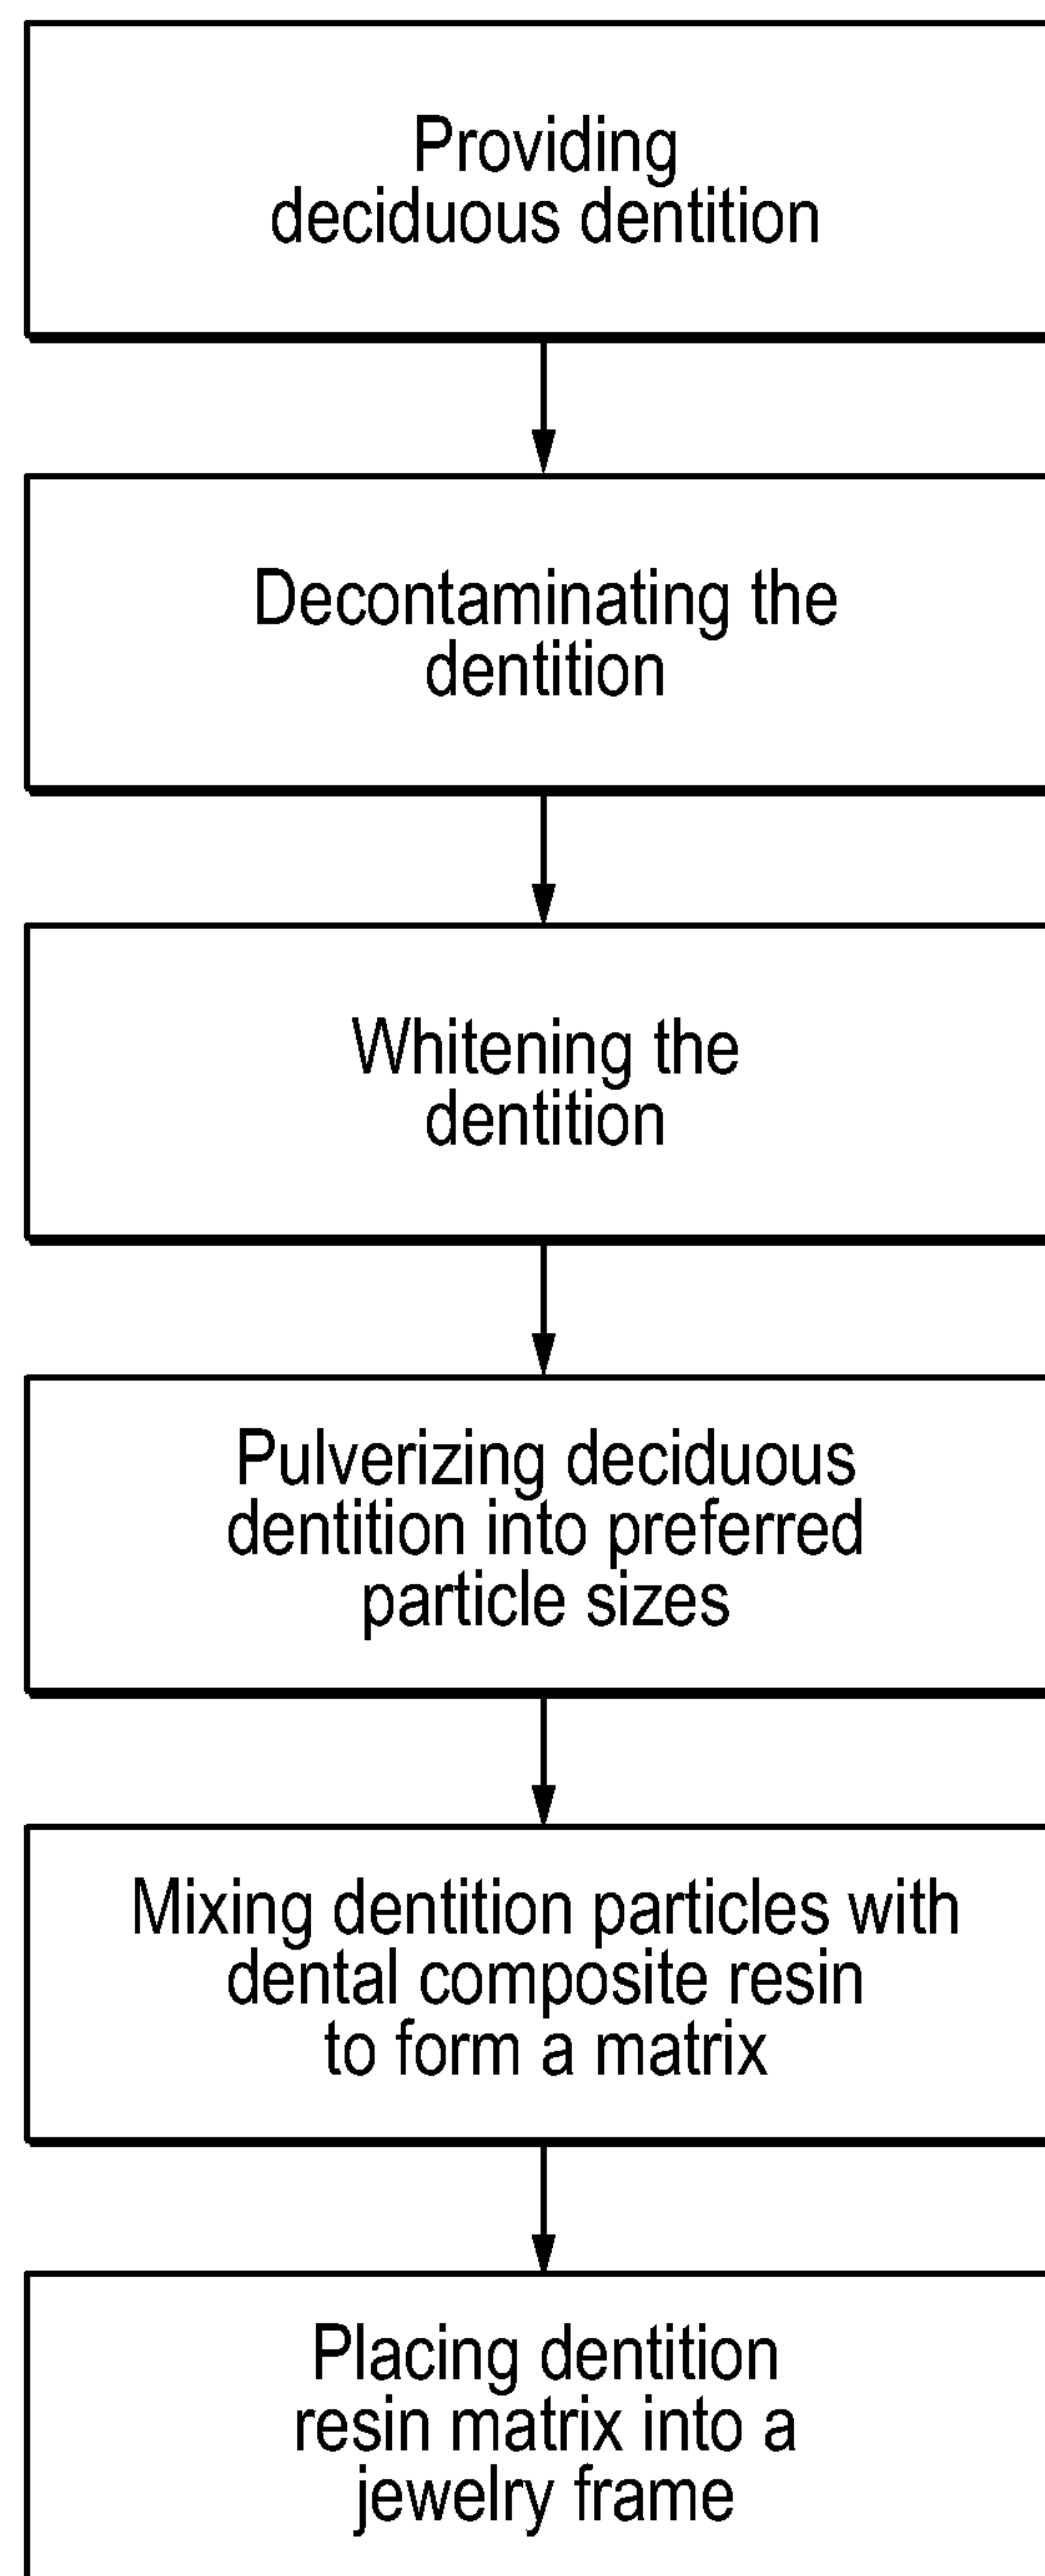 Providing
deciduous dentition
Decontaminating the
dentition
Whitening the
dentition
Pulverizing deciduous
dentition into preferred
particle sizes
Mixing dentition particles with
dental composite resin
to form a matrix
Placing dentition
resin matrix into a
jewelry frame